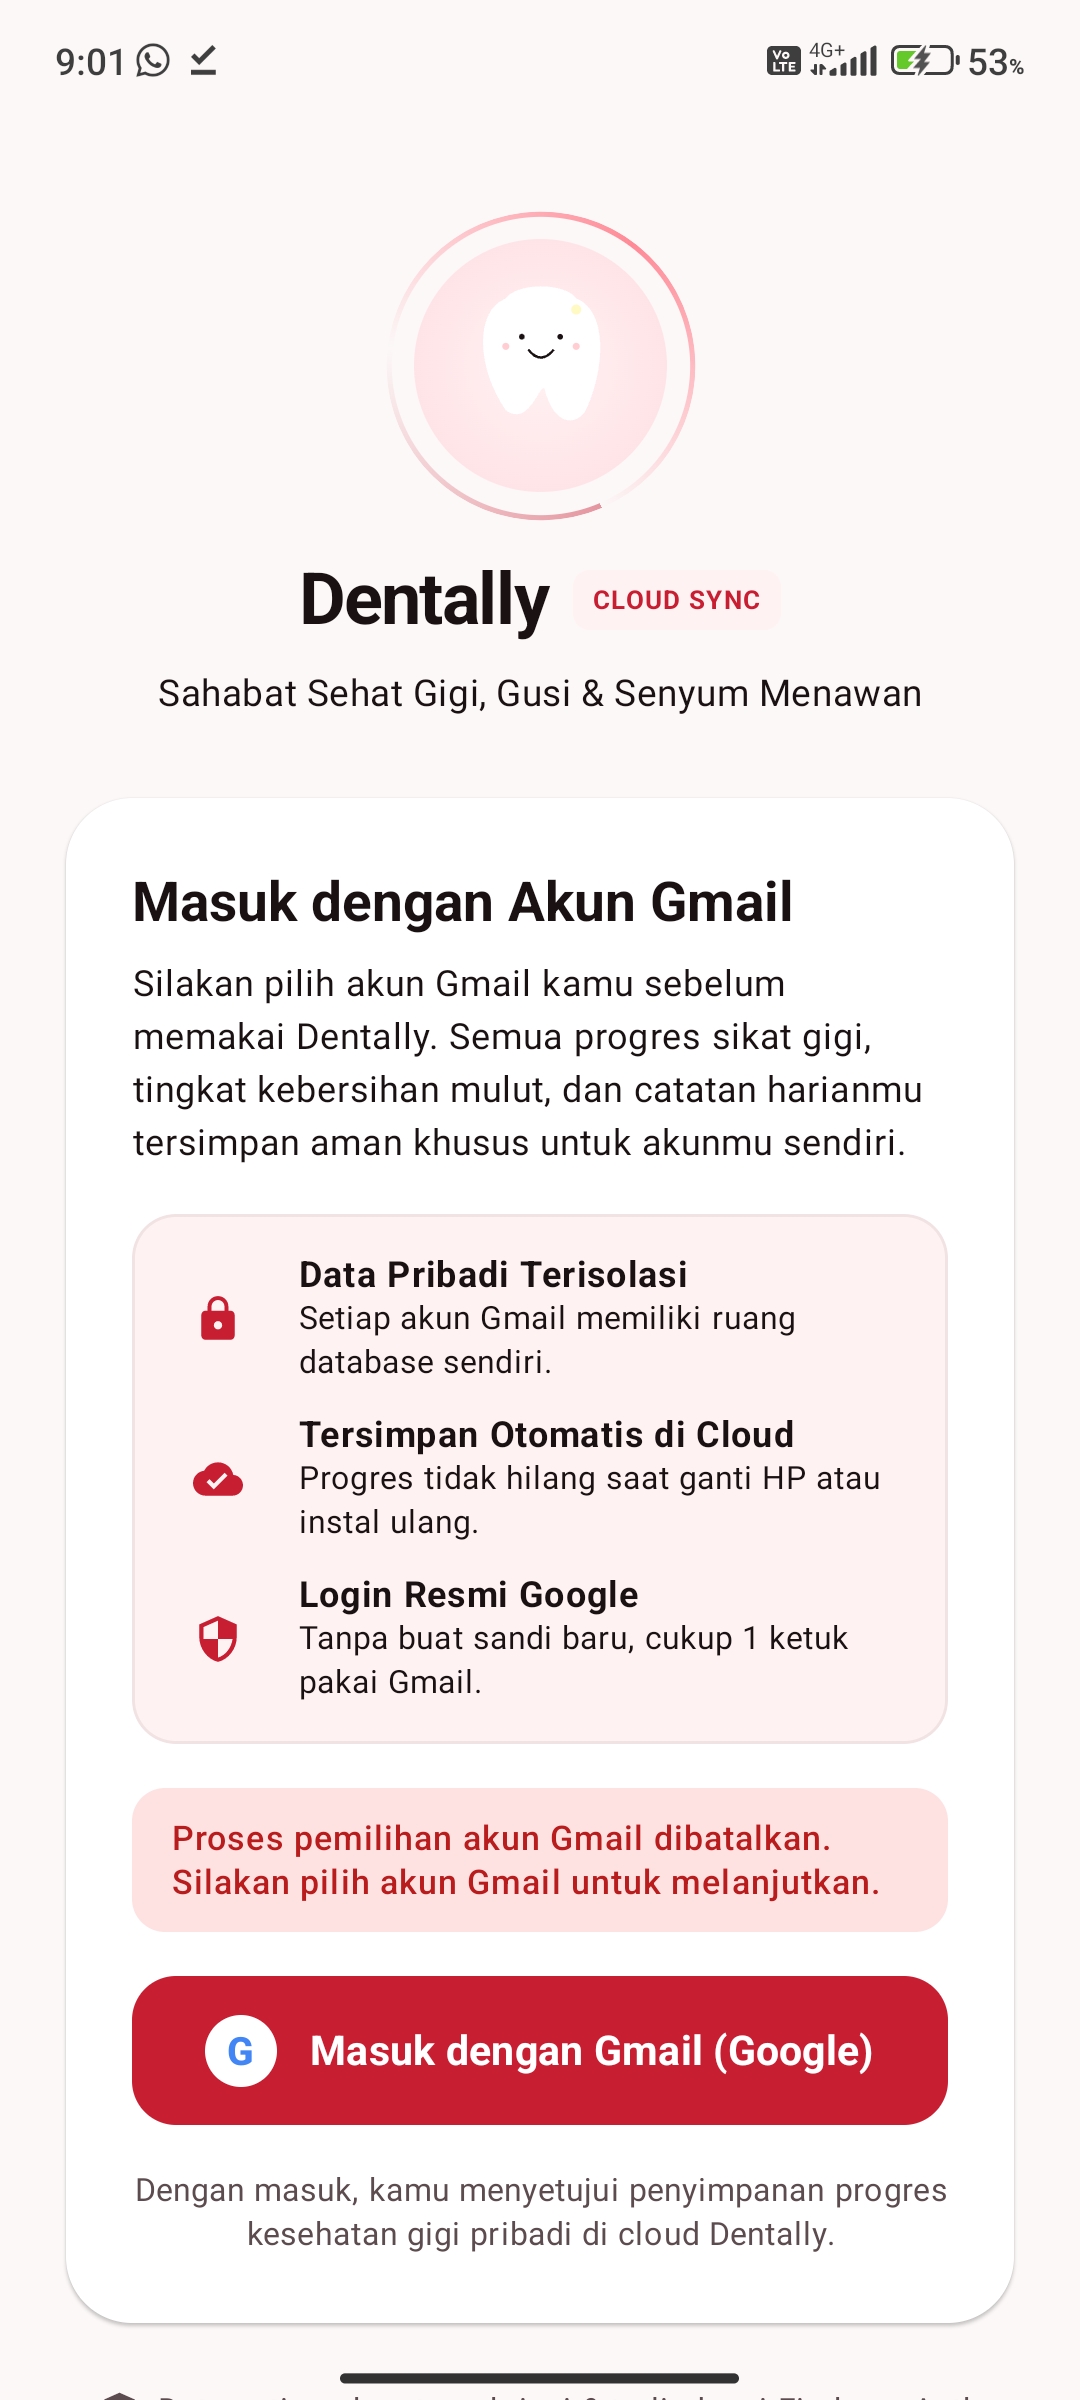 9:01
Vo LTE
4G+
53%
Dentally
CLOUD SYNC
Sahabat Sehat Gigi, Gusi & Senyum Menawan
Masuk dengan Akun Gmail
Silakan pilih akun Gmail kamu sebelum
memakai Dentally. Semua progres sikat gigi,
tingkat kebersihan mulut, dan catatan harianmu
tersimpan aman khusus untuk akunmu sendiri.
Data Pribadi Terisolasi
Setiap akun Gmail memiliki ruang
database sendiri.
Tersimpan Otomatis di Cloud
Progres tidak hilang saat ganti HP atau
instal ulang.
Login Resmi Google
Tanpa buat sandi baru, cukup 1 ketuk
pakai Gmail.
Proses pemilihan akun Gmail dibatalkan.
Silakan pilih akun Gmail untuk melanjutkan.
G Masuk dengan Gmail (Google)
Dengan masuk, kamu menyetujui penyimpanan progres
kesehatan gigi pribadi di cloud Dentally.